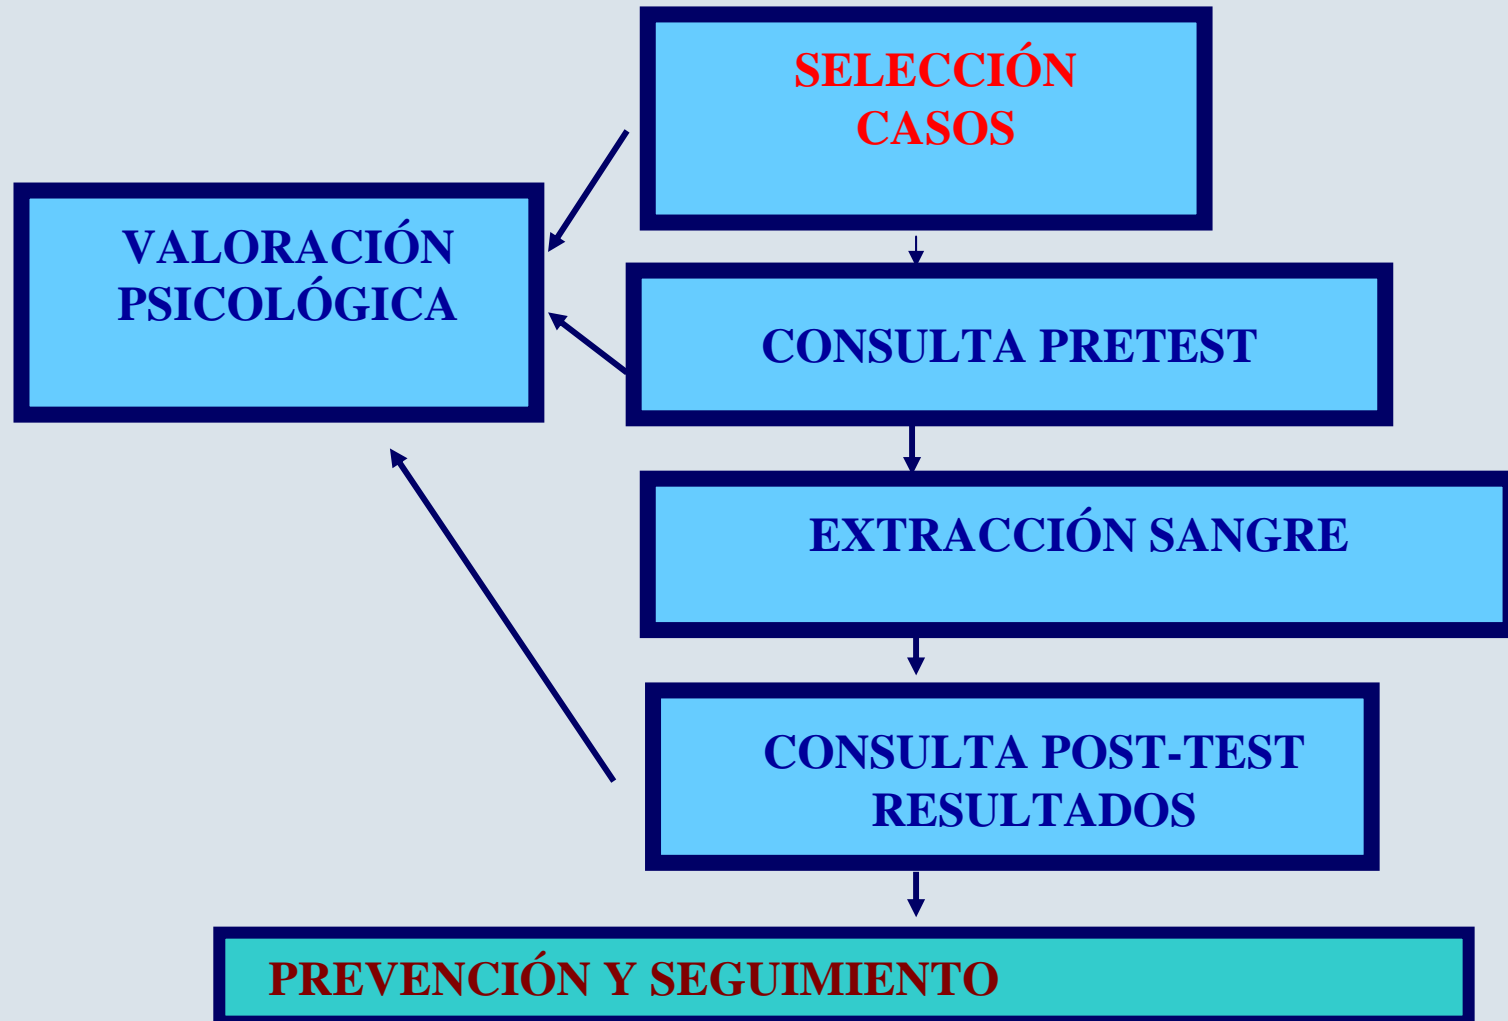 SELECCIÓN
CASOS
VALORACIÓN
PSICOLÓGICA
CONSULTA PRETEST
EXTRACCIÓN SANGRE
CONSULTA POST-TEST
RESULTADOS
PREVENCIÓN Y SEGUIMIENTO